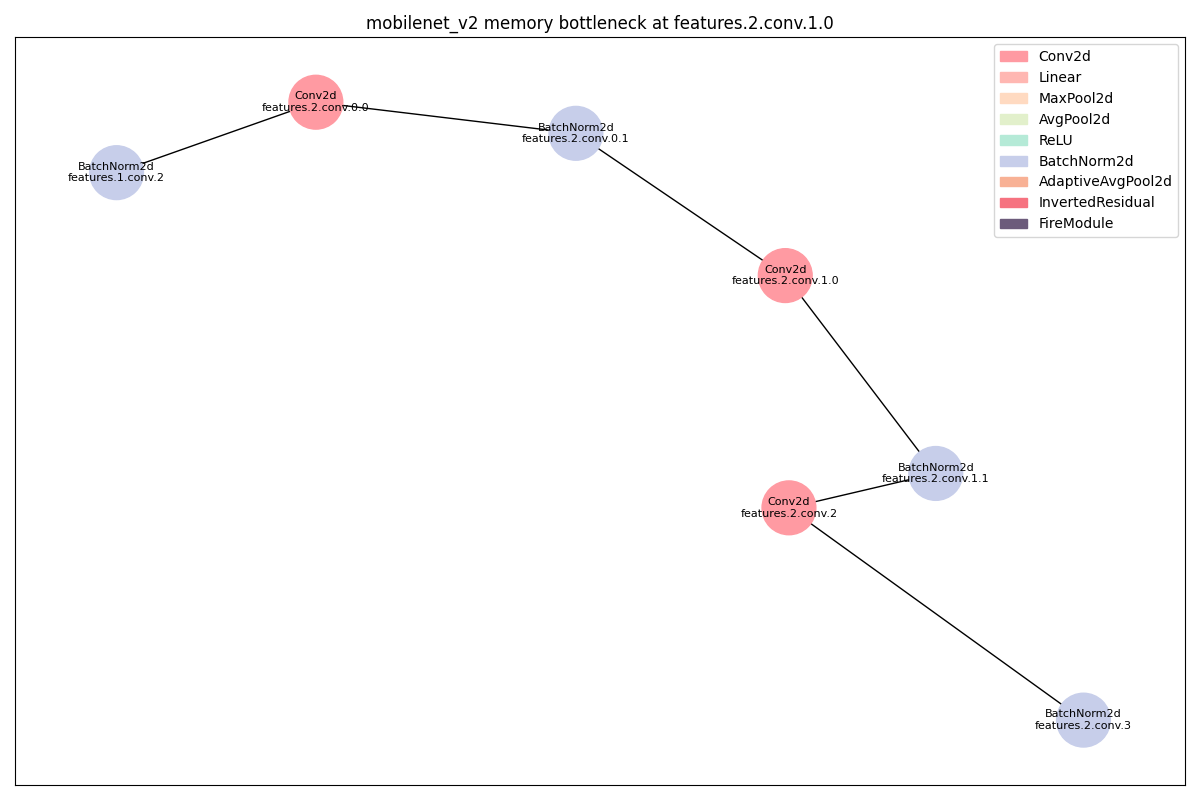 mobilenet_v2 memory bottleneck at features.2.conv.1.0
Conv2d
Linear
MaxPool2d
AvgPool2d
ReLU
BatchNorm2d
AdaptiveAvgPool2d
InvertedResidual
FireModule
Conv2d
features.2.conv.0.0
BatchNorm2d
features.2.conv.0.1
BatchNorm2d
features.1.conv.2
Conv2d
features.2.conv.1.0
BatchNorm2d
features.2.conv.1.1
Conv2d
features.2.conv.2
BatchNorm2d
features.2.conv.3